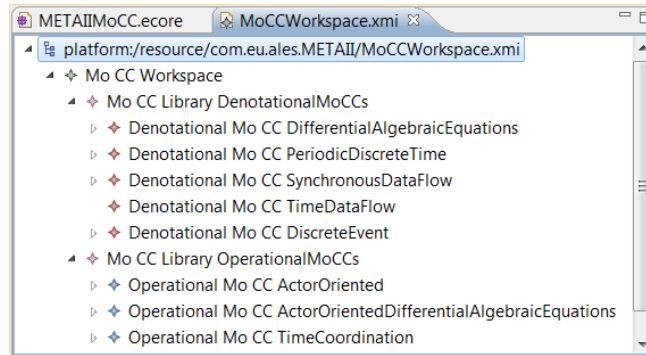 METAIIMoCC.ecore MoCCWorkspace.xmi
platform:/resource/com.eu.ales.METAII/MoCCWorkspace.xmi
Mo CC Workspace
Mo CC Library DenotationalMoCCs
Denotational Mo CC DifferentialAlgebraicEquations
Denotational Mo CC PeriodicDiscreteTime
Denotational Mo CC SynchronousDataFlow
Denotational Mo CC TimeDataFlow
Denotational Mo CC DiscreteEvent
Mo CC Library OperationalMoCCs
Operational Mo CC ActorOriented
Operational Mo CC ActorOrientedDifferentialAlgebraicEquations
Operational Mo CC TimeCoordination